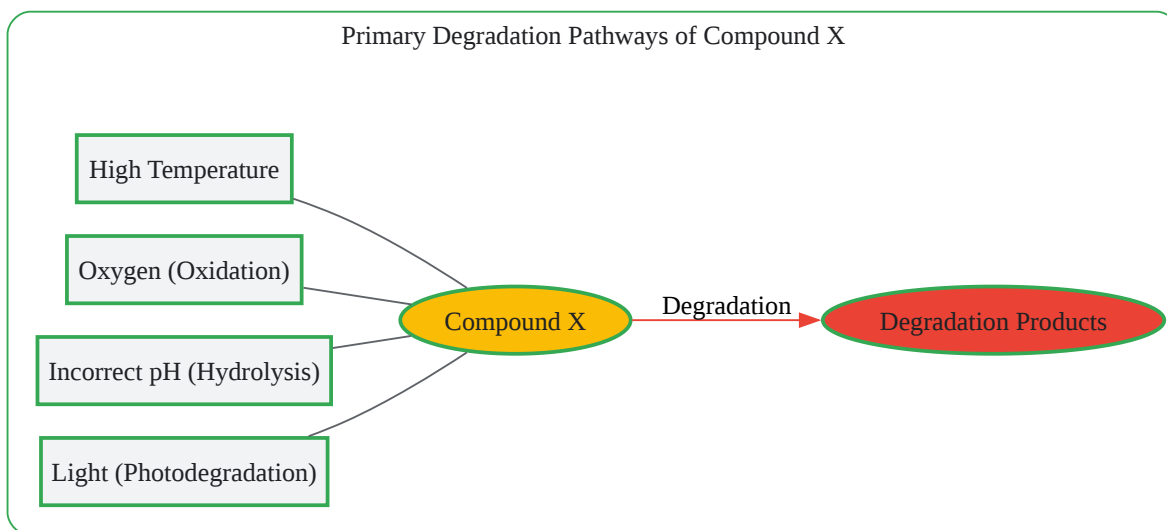 Primary Degradation Pathways of Compound X
High Temperature
Oxygen (Oxidation)
Incorrect pH (Hydrolysis)
Light (Photodegradation)
Compound X
Degradation
Degradation Products